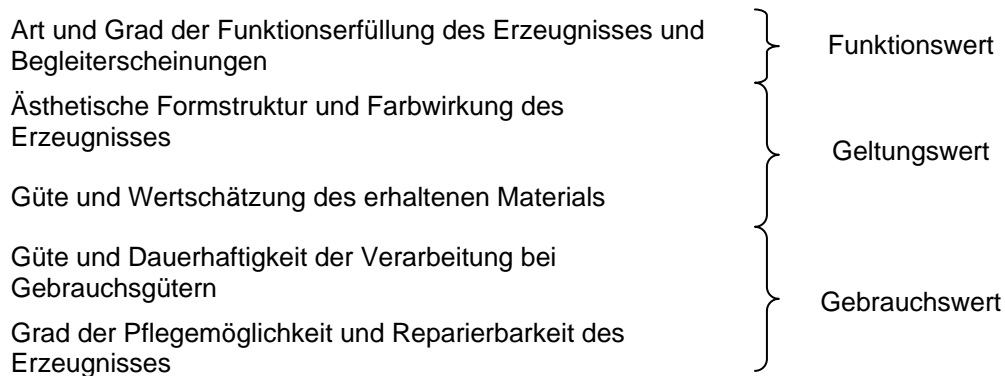 Art und Grad der Funktionserfüllung des Erzeugnisses und
Begleiterscheinungen
Funktionswert
Ästhetische Formstruktur und Farbwirkung des
Erzeugnisses
Güte und Wertschätzung des erhaltenen Materials
Geltungswert
Güte und Dauerhaftigkeit der Verarbeitung bei
Gebrauchsgütern
Grad der Pflegemöglichkeit und Reparierbarkeit des
Erzeugnisses
Gebrauchswert